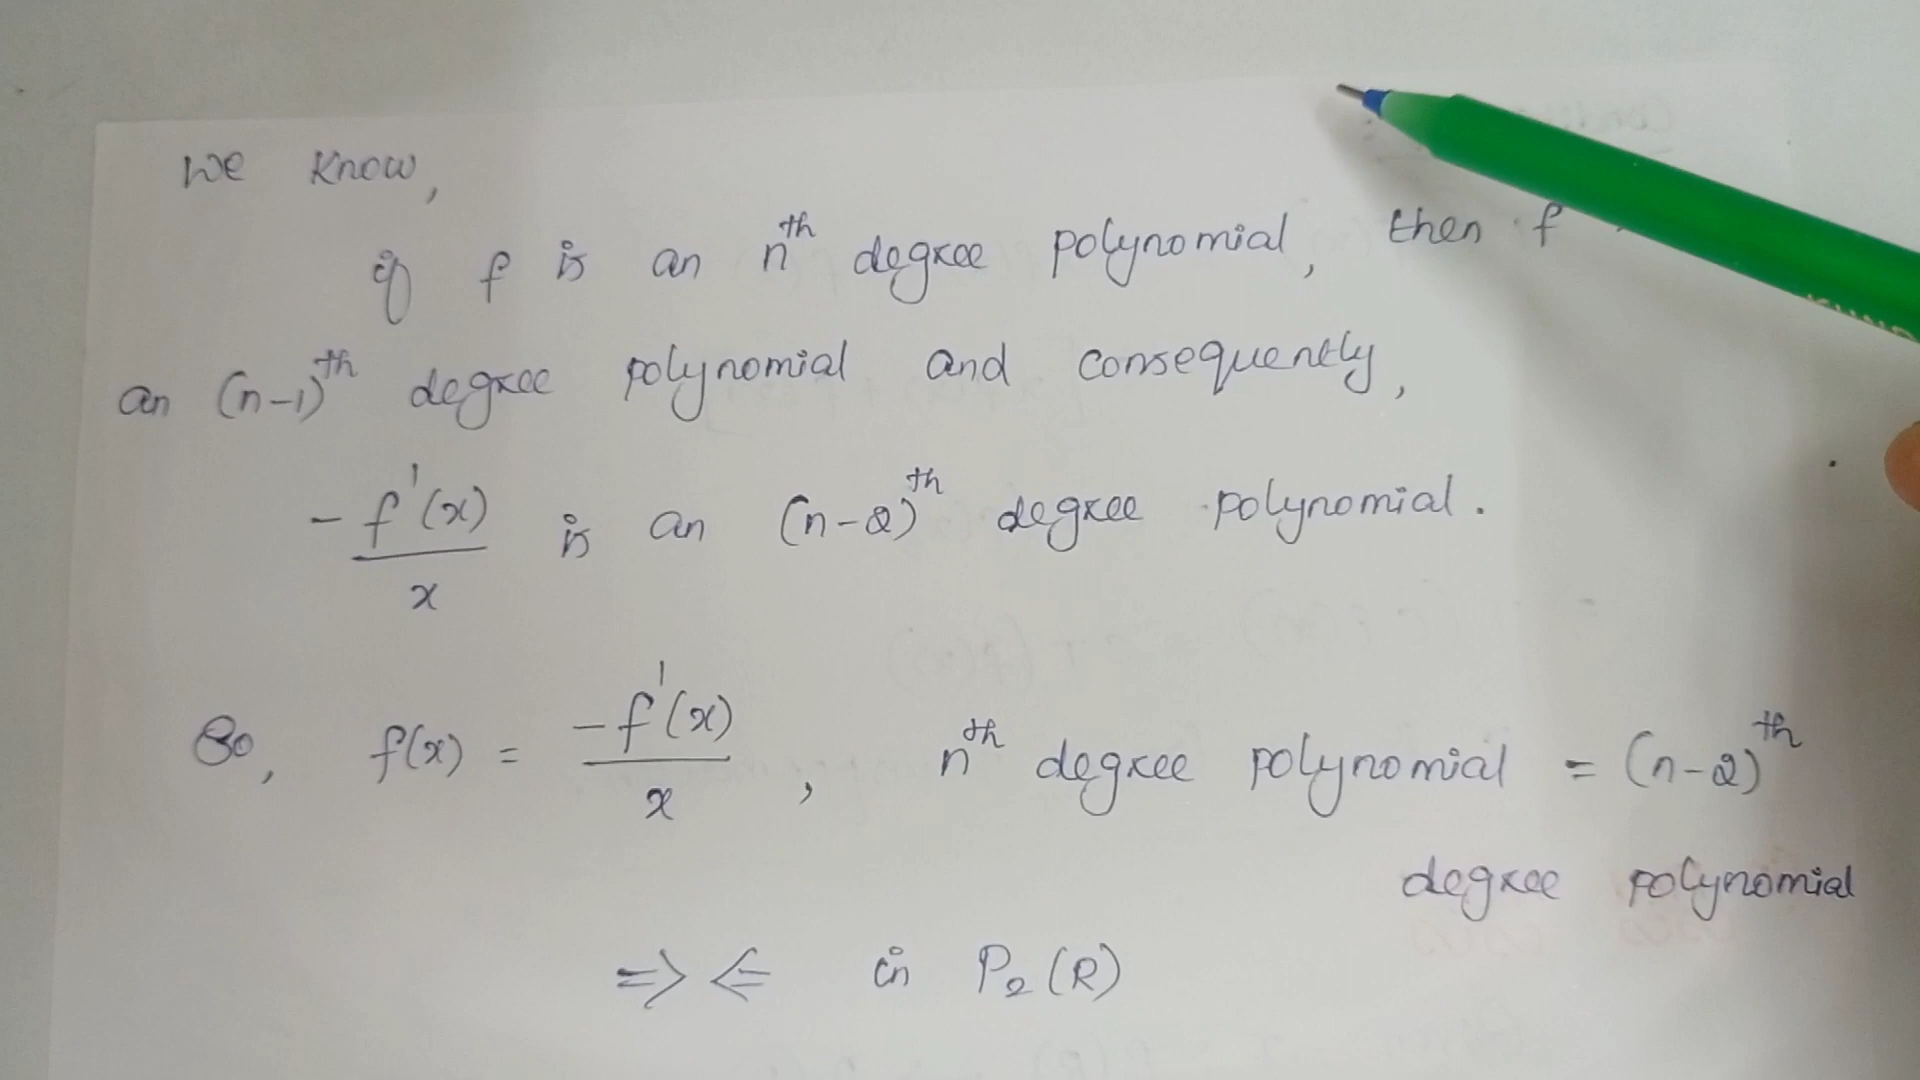 We know,
if f is an nth degree polynomial, then f
an (n-1)th degree polynomial and consequently,
-f'(x)/x is an (n-2)th degree polynomial.
So, f(x) = -f'(x)/x , nth degree polynomial = (n-2)th
degree polynomial
=> <= in P₂(R)